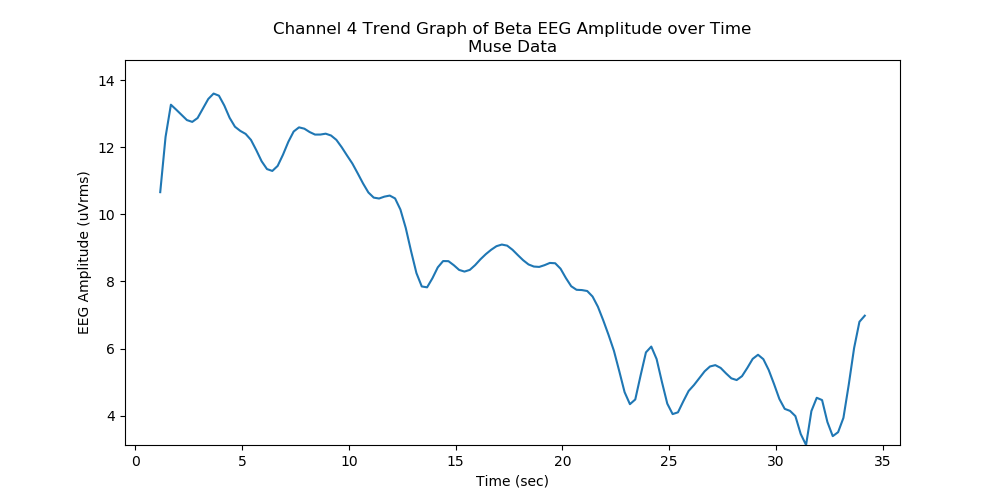 Channel 4 Trend Graph of Beta EEG Amplitude over Time
Muse Data
EEG Amplitude (uVrms)
14
12
10
8
6
4
0 5 10 15 20 25 30 35
Time (sec)